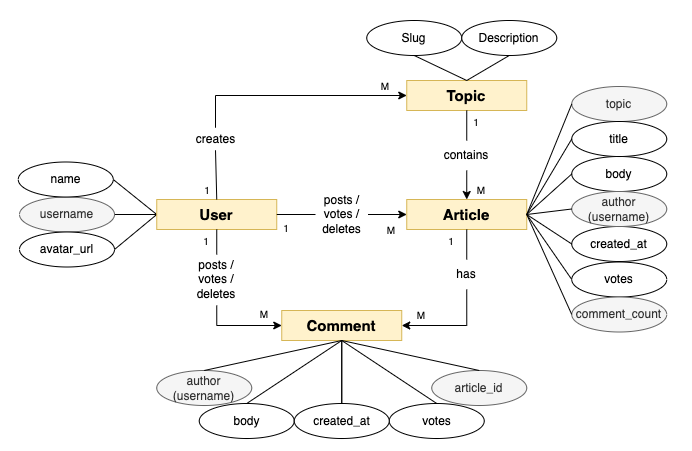 Slug
Description
M
Topic
topic
1
title
creates
contains
body
name
1
M
author
(username)
username
User
posts /
votes /
deletes
Article
avatar_url
1
1
M
1
created_at
posts /
votes /
deletes
has
votes
M
Comment
M
comment_count
author
(username)
article_id
body
created_at
votes